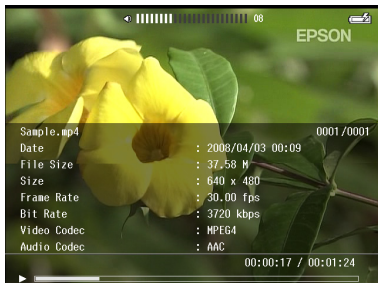 08
EPSON
Sample.mp4 0001/0001
Date : 2008/04/03 00:09
File Size : 37.58 M
Size : 640 x 480
Frame Rate : 30.00 fps
Bit Rate : 3720 kbps
Video Codec : MPEG4
Audio Codec : AAC
00:00:17 / 00:01:24